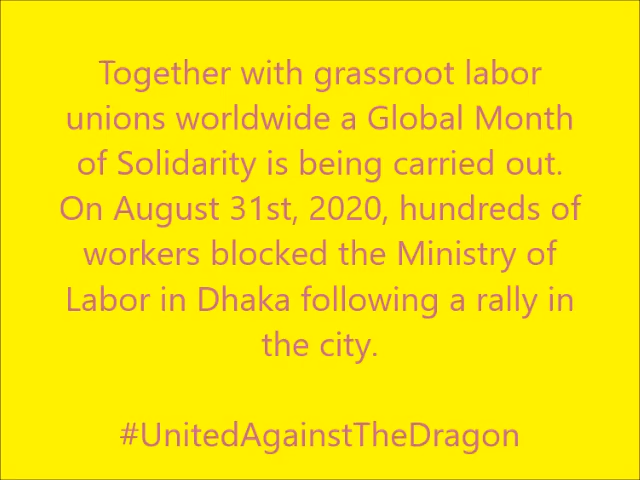 Together with grassroot labor
unions worldwide a Global Month
of Solidarity is being carried out.
On August 31st, 2020, hundreds of
workers blocked the Ministry of
Labor in Dhaka following a rally in
the city.
#UnitedAgainstTheDragon